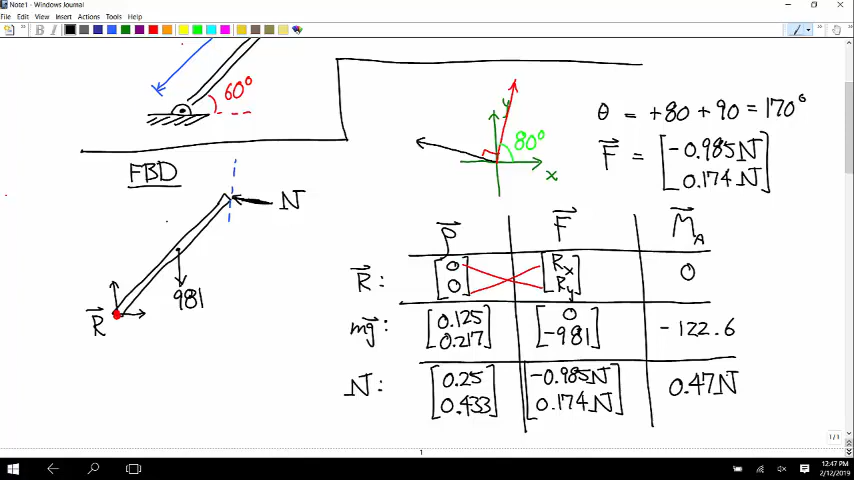 Note1 - Windows Journal
File Edit View Insert Actions Tools Help
B I
60°
FBD
N
981
R⃗
y
80°
x
θ = +80 + 90 = 170°
F⃗ = [-0.985N
0.174N]
ρ⃗ F⃗ M⃗_A
R⃗: [0 0] [Rx Ry] 0
mg⃗: [0.125 0.217] [0 -981] -122.6
N: [0.25 0.433] [-0.985N 0.174N] 0.47N
1/1
1
12:47 PM
2/12/2019